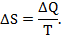 ΔS = ΔQ/T.